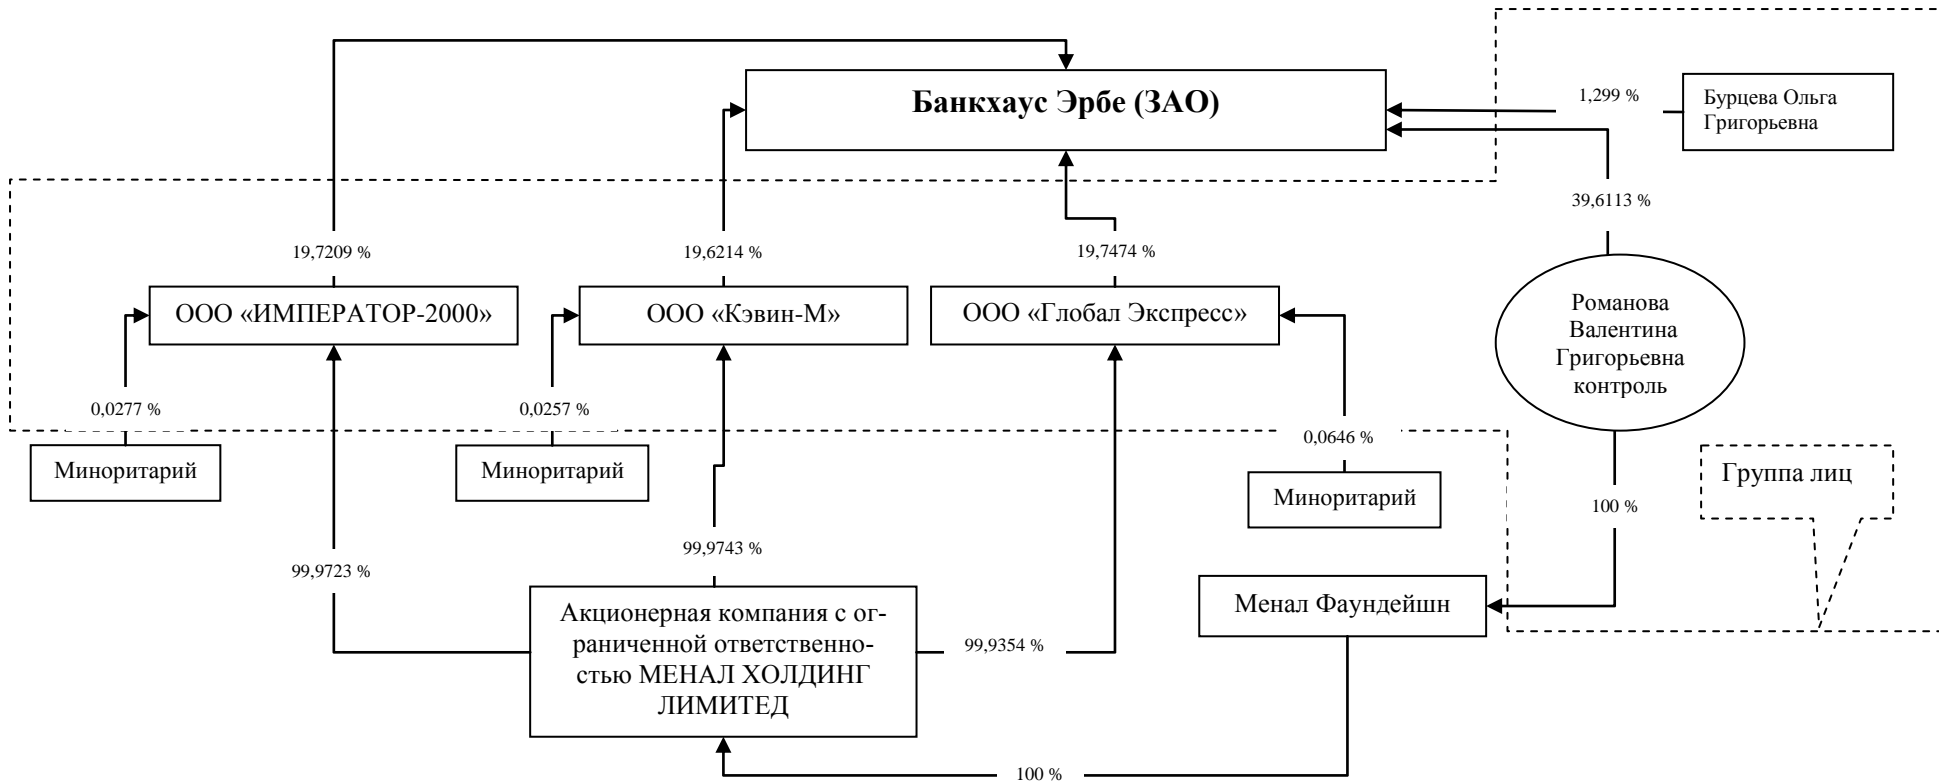 Банкхаус Эрбе (ЗАО)
1,299 %
Бурцева Ольга
Григорьевна
39,6113 %
19,7209 %
19,6214 %
19,7474 %
ООО «ИМПЕРАТОР-2000»
ООО «Кэвин-М»
ООО «Глобал Экспресс»
Романова
Валентина
Григорьевна
контроль
0,0277 %
0,0257 %
0,0646 %
Миноритарий
Миноритарий
Миноритарий
Группа лиц
100 %
99,9723 %
99,9743 %
99,9354 %
Акционерная компания с ог-
раниченной ответственно-
стью МЕНАЛ ХОЛДИНГ
ЛИМИТЕД
Менал Фаундейшн
100 %